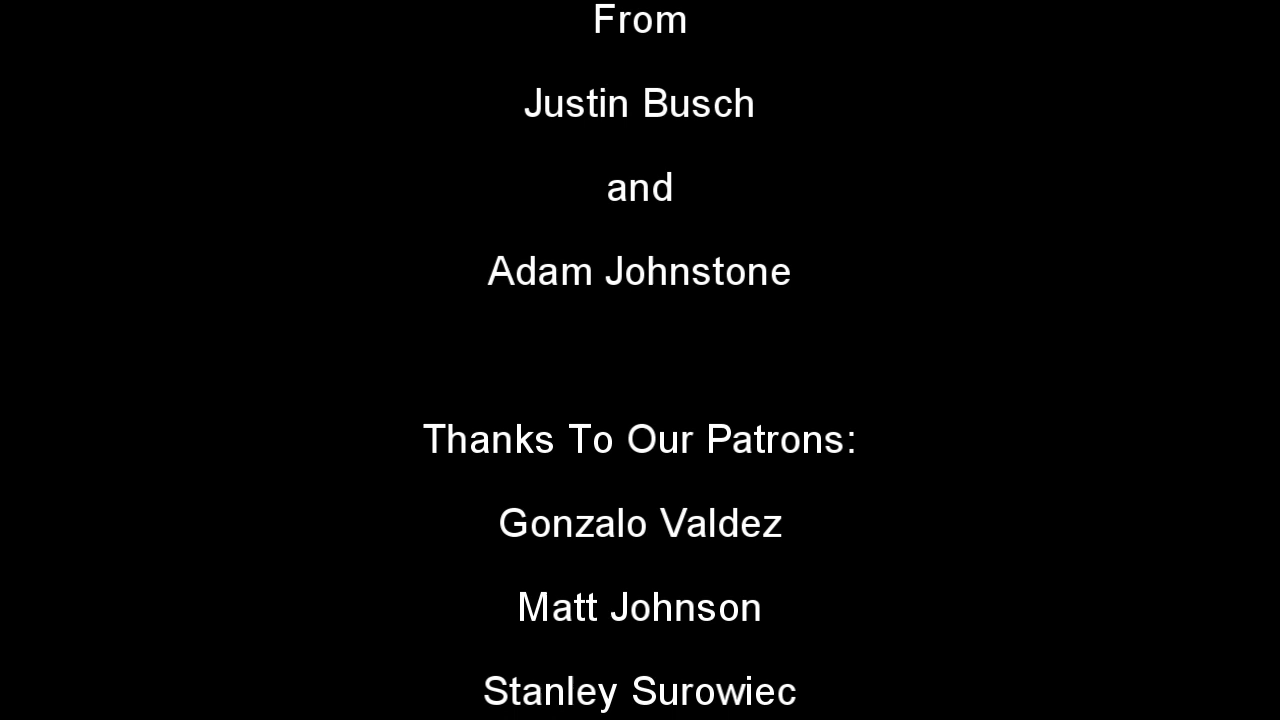 From
Justin Busch
and
Adam Johnstone
Thanks To Our Patrons:
Gonzalo Valdez
Matt Johnson
Stanley Surowiec